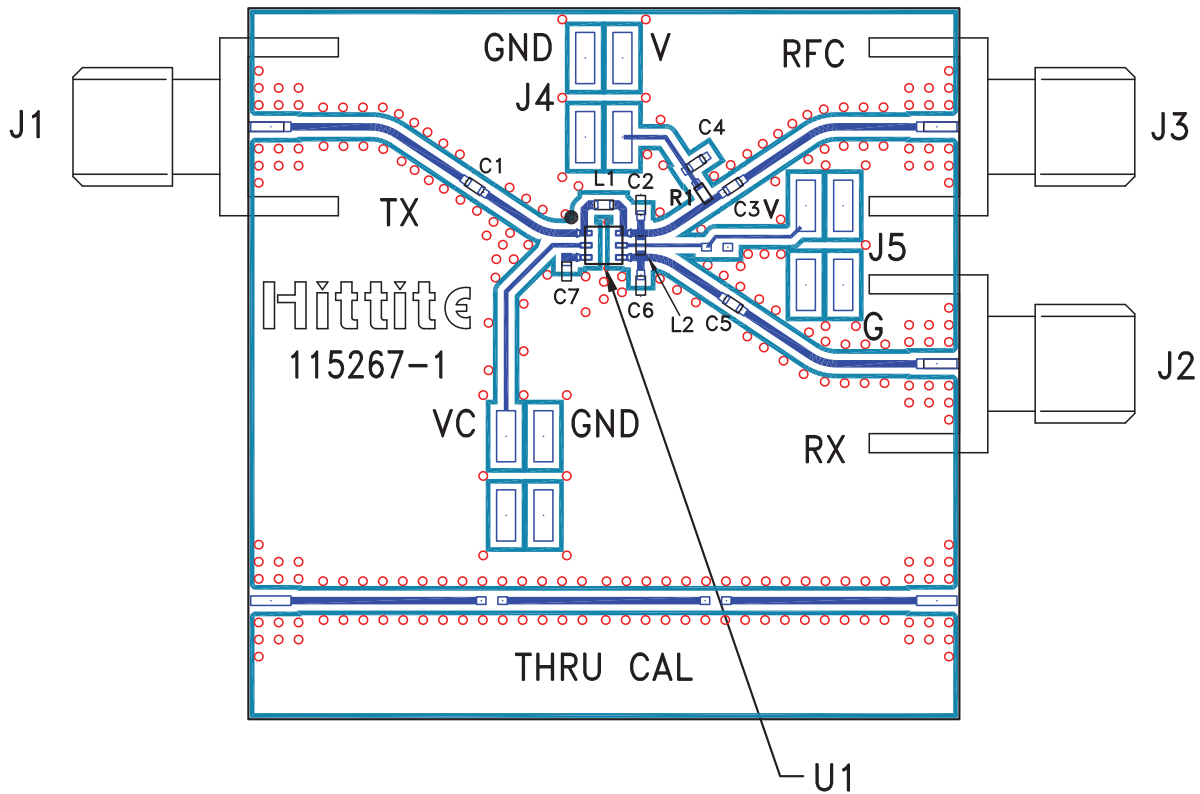 GND V
RFC
J4
J1
J3
C4
C1
L1 C2
R1
TX
C3 V
J5
C7
C6
L2 C5
G
Hittite
115267-1
J2
VC GND
RX
THRU CAL
U1